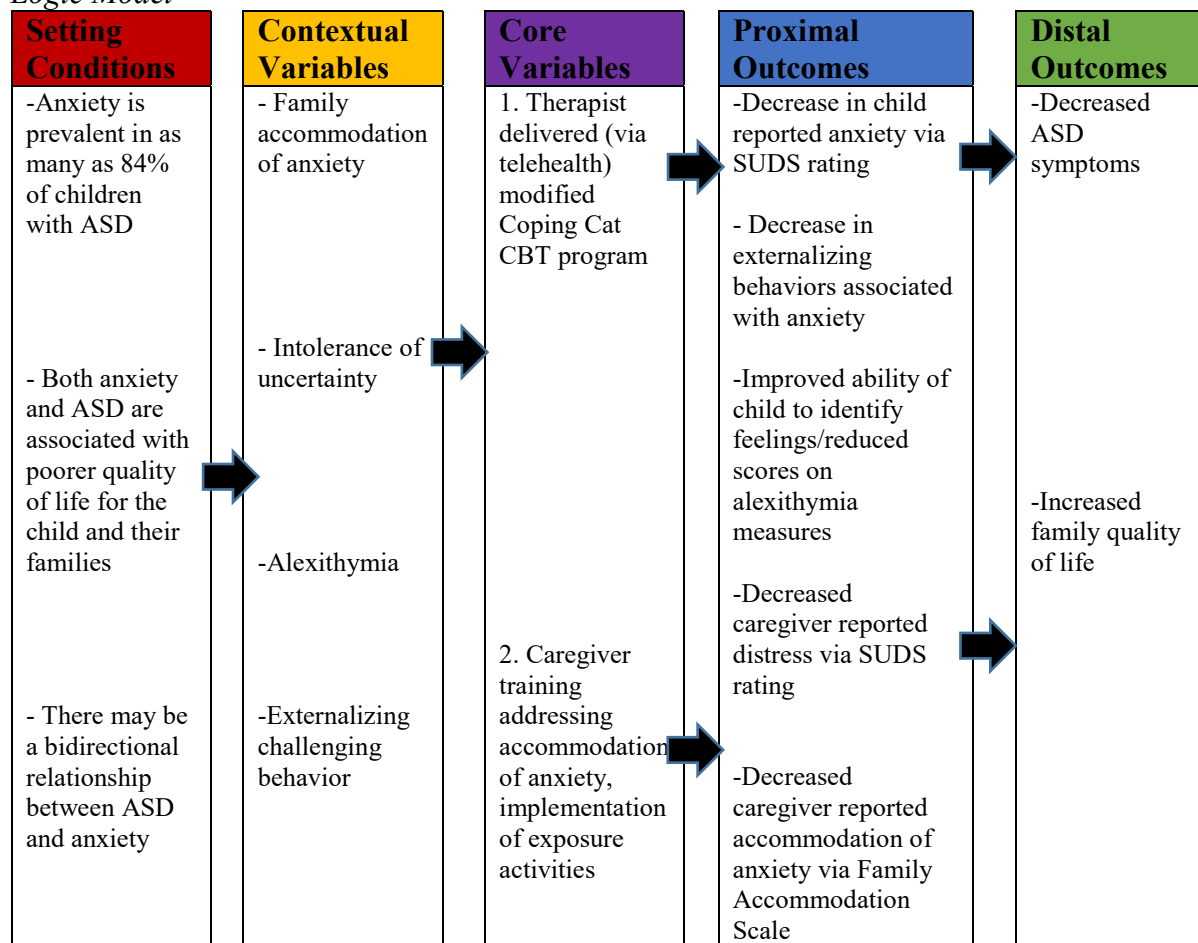 Logic Model
Setting
Conditions
-Anxiety is
prevalent in as
many as 84%
of children
with ASD
- Both anxiety
and ASD are
associated with
poorer quality
of life for the
child and their
families
- There may be
a bidirectional
relationship
between ASD
and anxiety
Contextual
Variables
- Family
accommodation
of anxiety
- Intolerance of
uncertainty
-Alexithymia
-Externalizing
challenging
behavior
Core
Variables
1. Therapist
delivered (via
telehealth)
modified
Coping Cat
CBT program
2. Caregiver
training
addressing
accommodation
of anxiety,
implementation
of exposure
activities
Proximal
Outcomes
-Decrease in child
reported anxiety via
SUDS rating
- Decrease in
externalizing
behaviors associated
with anxiety
-Improved ability of
child to identify
feelings/reduced
scores on
alexithymia
measures
-Decreased
caregiver reported
distress via SUDS
rating
-Decreased
caregiver reported
accommodation of
anxiety via Family
Accommodation
Scale
Distal
Outcomes
-Decreased
ASD
symptoms
-Increased
family quality
of life